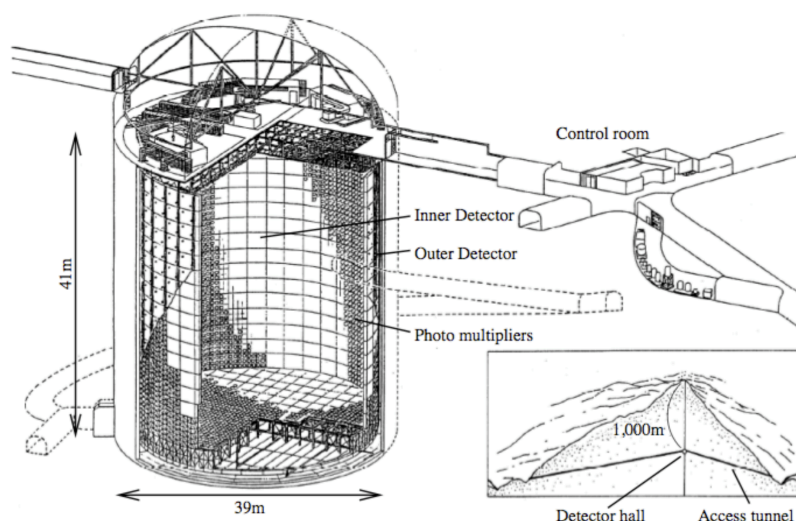 Control room
Inner Detector
Outer Detector
41m
Photo multipliers
1,000m
39m
Detector hall
Access tunnel